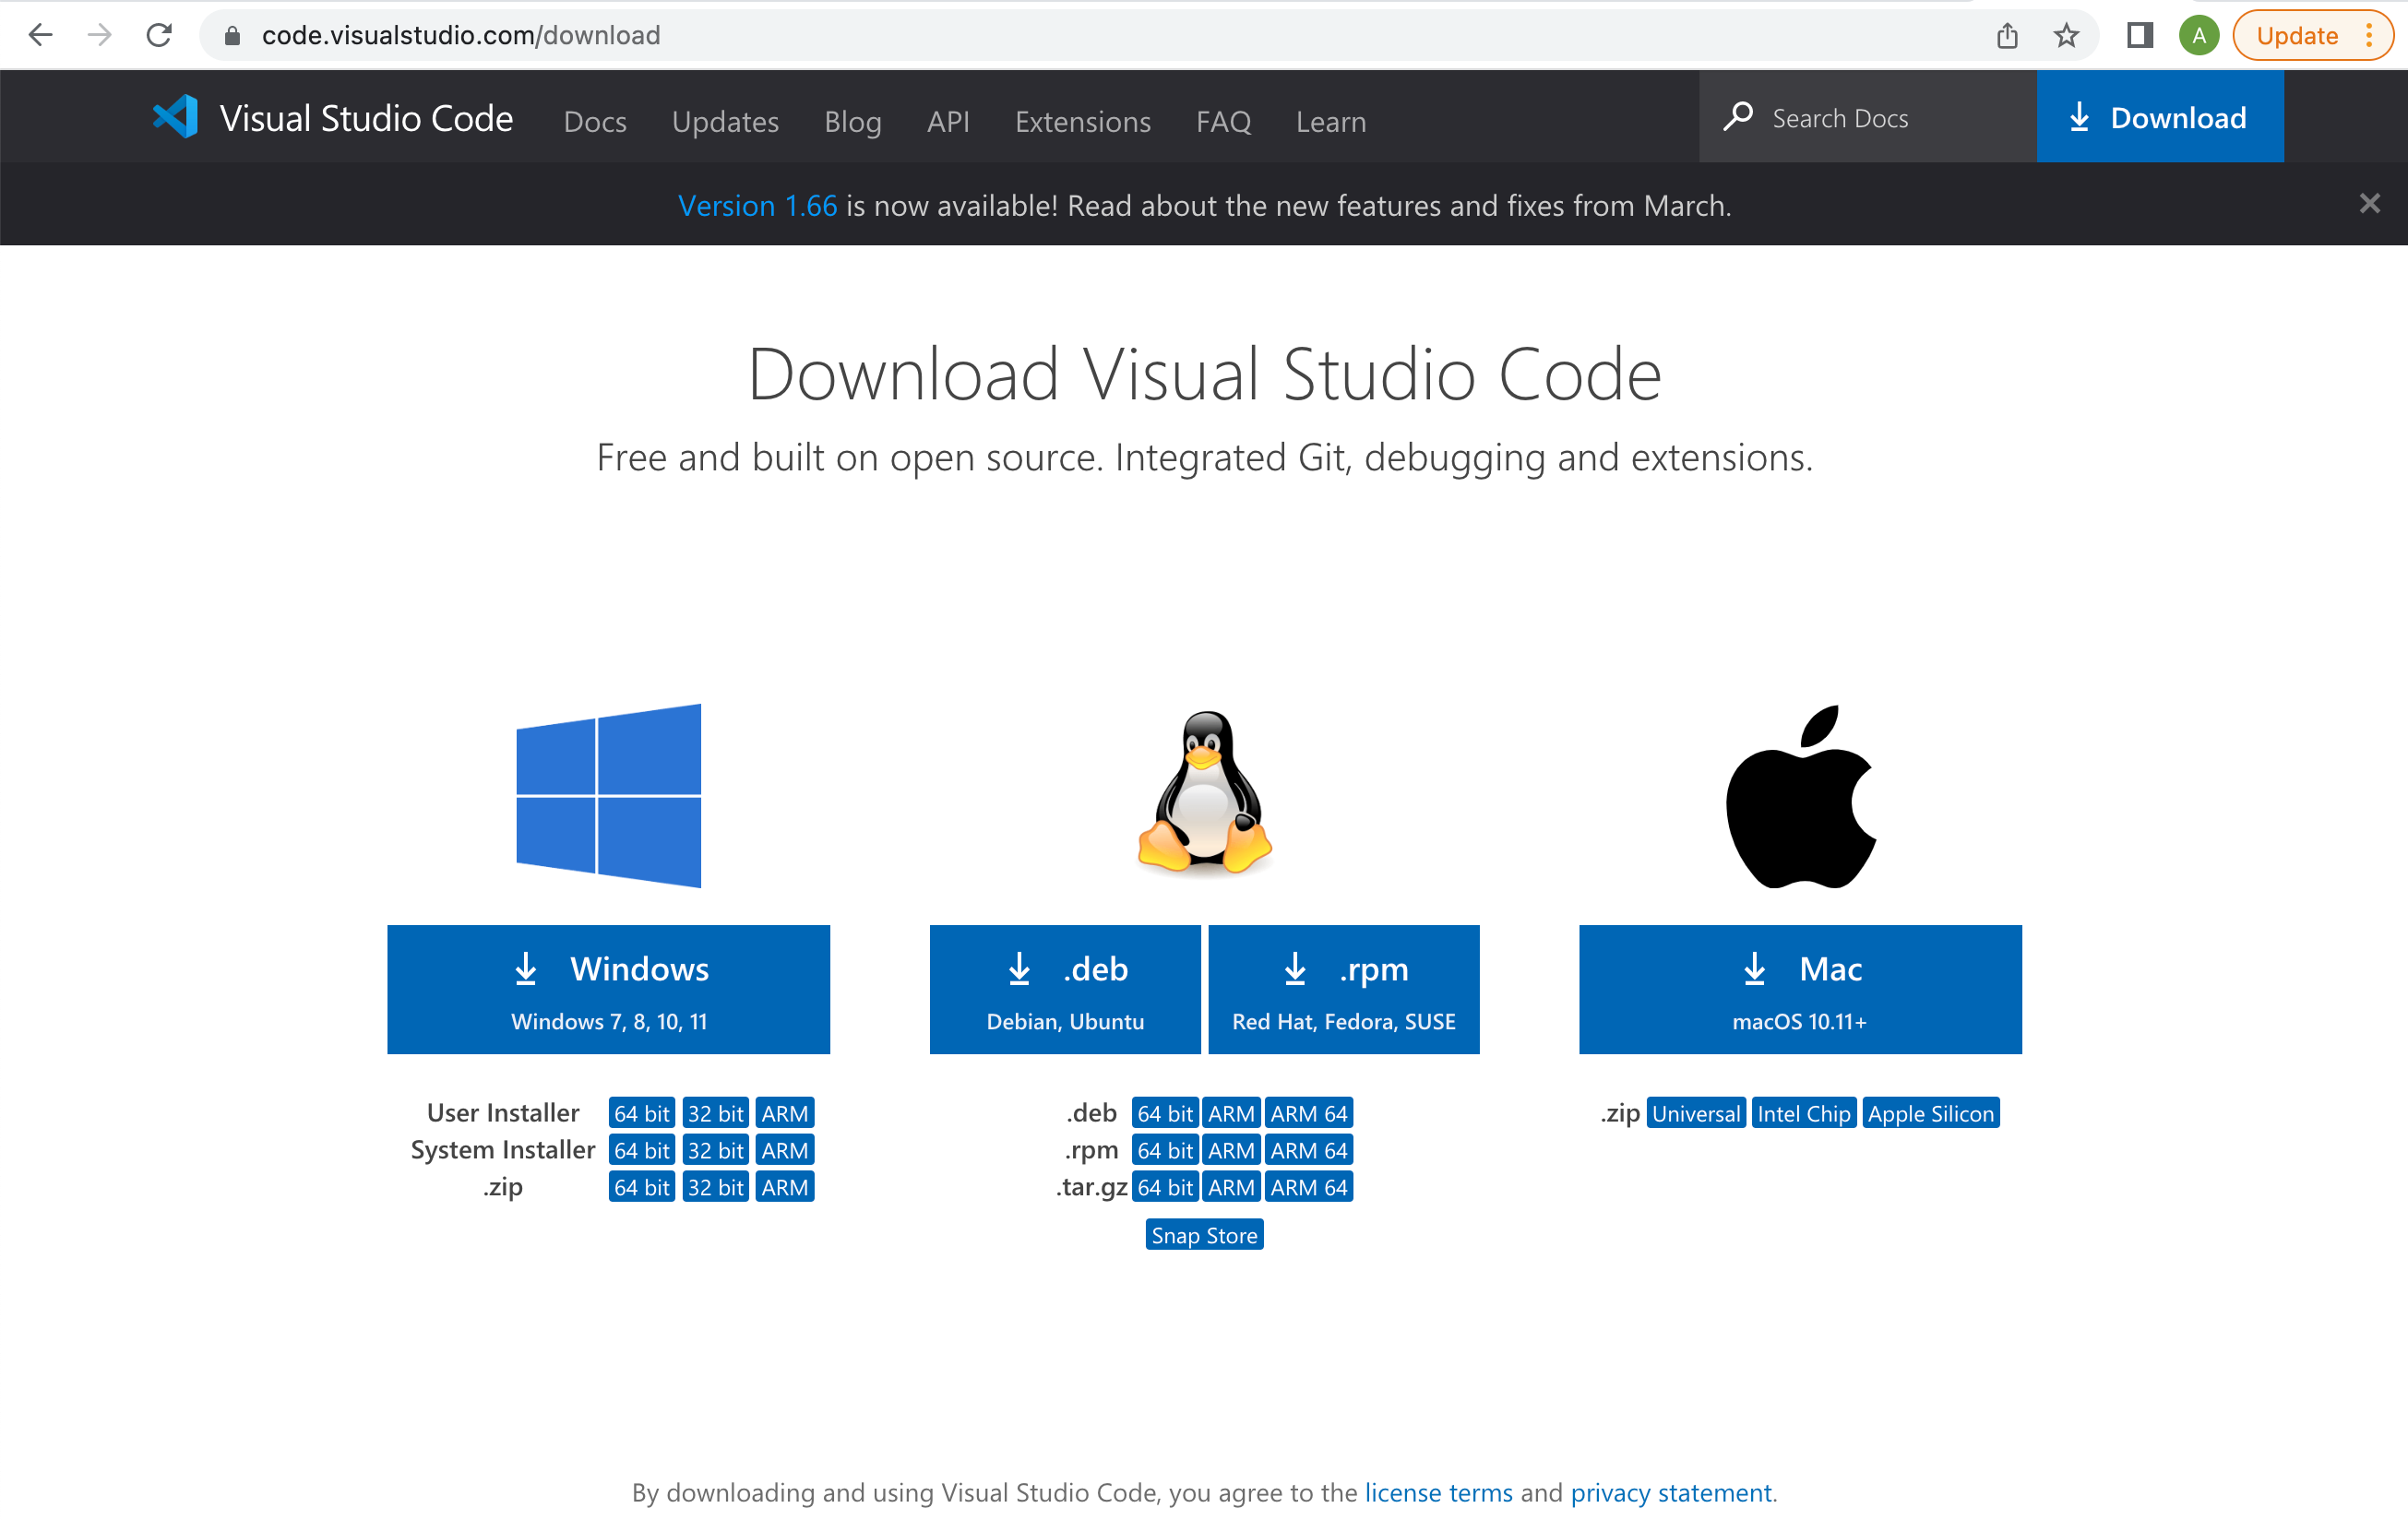 code.visualstudio.com/download
A
Update
Visual Studio Code Docs Updates Blog API Extensions FAQ Learn
Search Docs
Download
Version 1.66 is now available! Read about the new features and fixes from March.
Download Visual Studio Code
Free and built on open source. Integrated Git, debugging and extensions.
Windows
Windows 7, 8, 10, 11
User Installer 64 bit 32 bit ARM
System Installer 64 bit 32 bit ARM
.zip 64 bit 32 bit ARM
.deb
Debian, Ubuntu
.rpm
Red Hat, Fedora, SUSE
.deb 64 bit ARM ARM 64
.rpm 64 bit ARM ARM 64
.tar.gz 64 bit ARM ARM 64
Snap Store
Mac
macOS 10.11+
.zip Universal Intel Chip Apple Silicon
By downloading and using Visual Studio Code, you agree to the license terms and privacy statement.